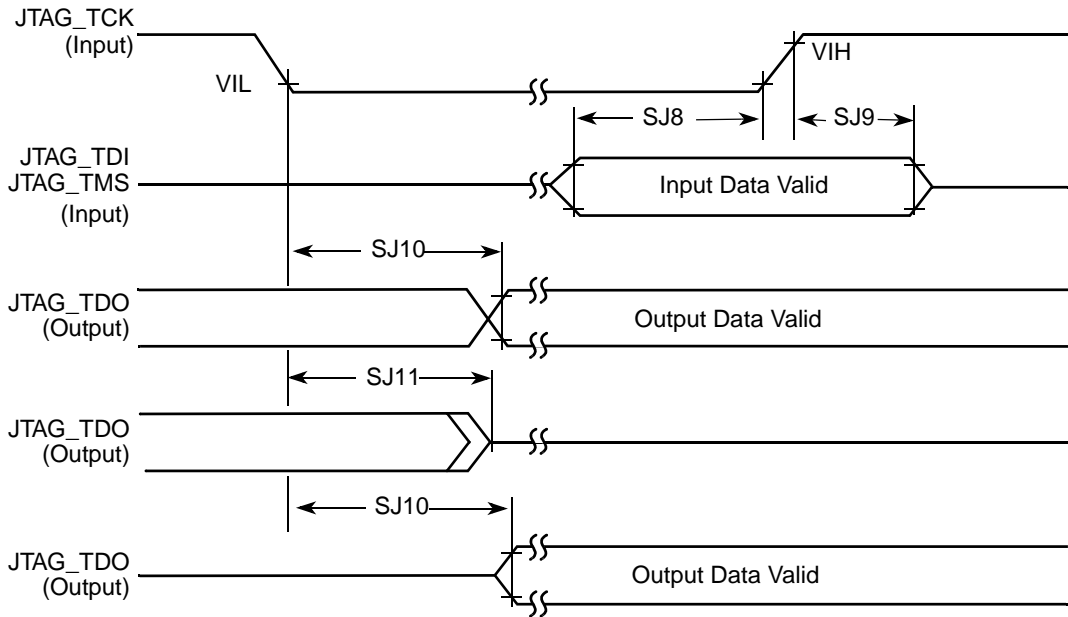 JTAG_TCK
(Input)
VIL
VIH
SJ8
SJ9
JTAG_TDI
JTAG_TMS
(Input)
Input Data Valid
SJ10
JTAG_TDO
(Output)
Output Data Valid
SJ11
JTAG_TDO
(Output)
SJ10
JTAG_TDO
(Output)
Output Data Valid